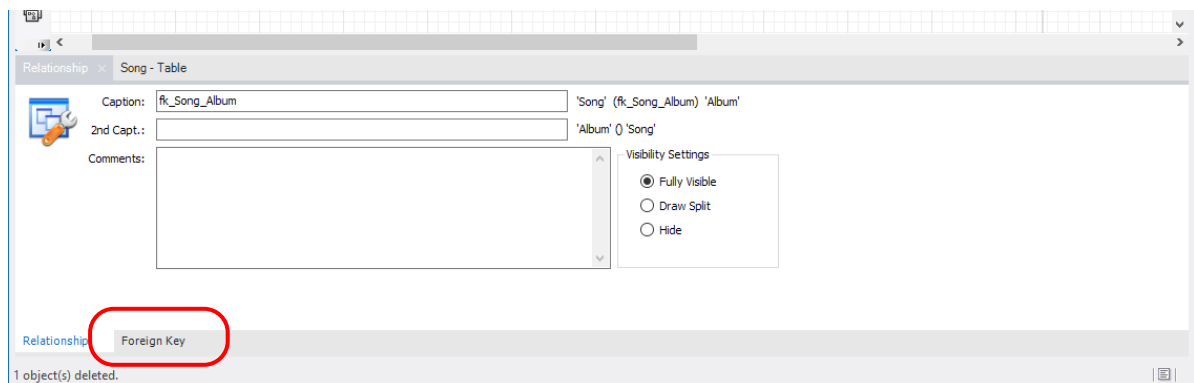 Relationship × Song - Table
Caption: fk_Song_Album 'Song' (fk_Song_Album) 'Album'
2nd Capt.: 'Album' () 'Song'
Comments: Visibility Settings
Fully Visible
Draw Split
Hide
Relationship Foreign Key
1 object(s) deleted.